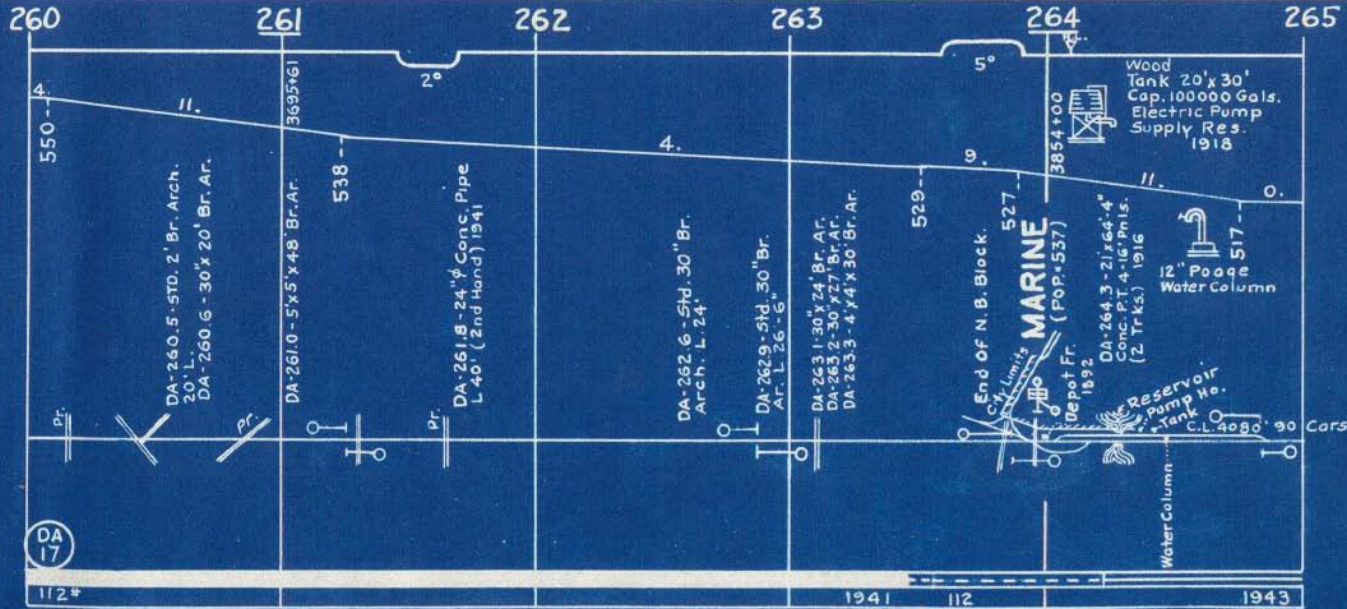 260 261 262 263 264 265
2°
5°
Wood
Tank 20'x30'
Cap. 100000 Gals.
Electric Pump
Supply Res.
1918
4.
11.
3695+61
4.
9.
3854+00
11.
0.
550
538
529
527
517
12" Poage
Water Column
DA-260.5-STD. 2' Br. Arch.
20' L.
DA-260.6-30"x20' Br. Ar.
DA-261.0-5'x5'x48' Br. Ar.
DA-261.8-24"ϕ Conc. Pipe
L 40' (2nd Hand) 1941
DA-262.6-Std. 30" Br.
Arch. L. 24'
DA-262.9-Std. 30" Br.
Ar. L 26'-6"
DA-263.1-30"x24' Br. Ar.
DA-263.2-30"x27' Br. Ar.
DA-263.3-4'x4'x30' Br. Ar.
End of N.B. Block.
MARINE
(POP.=537)
DA-264.3-21'x64'-4"
Conc. P.T. 4-16' Pnls.
(2 Trks.) 1916
City Limits
Depot Fr.
1892
Reservoir
Pump Ho.
Tank
C.L. 4080' 90 Cars
Pr.
Pr.
Pr.
Water Column
DA
17
112#
1941
112
1943